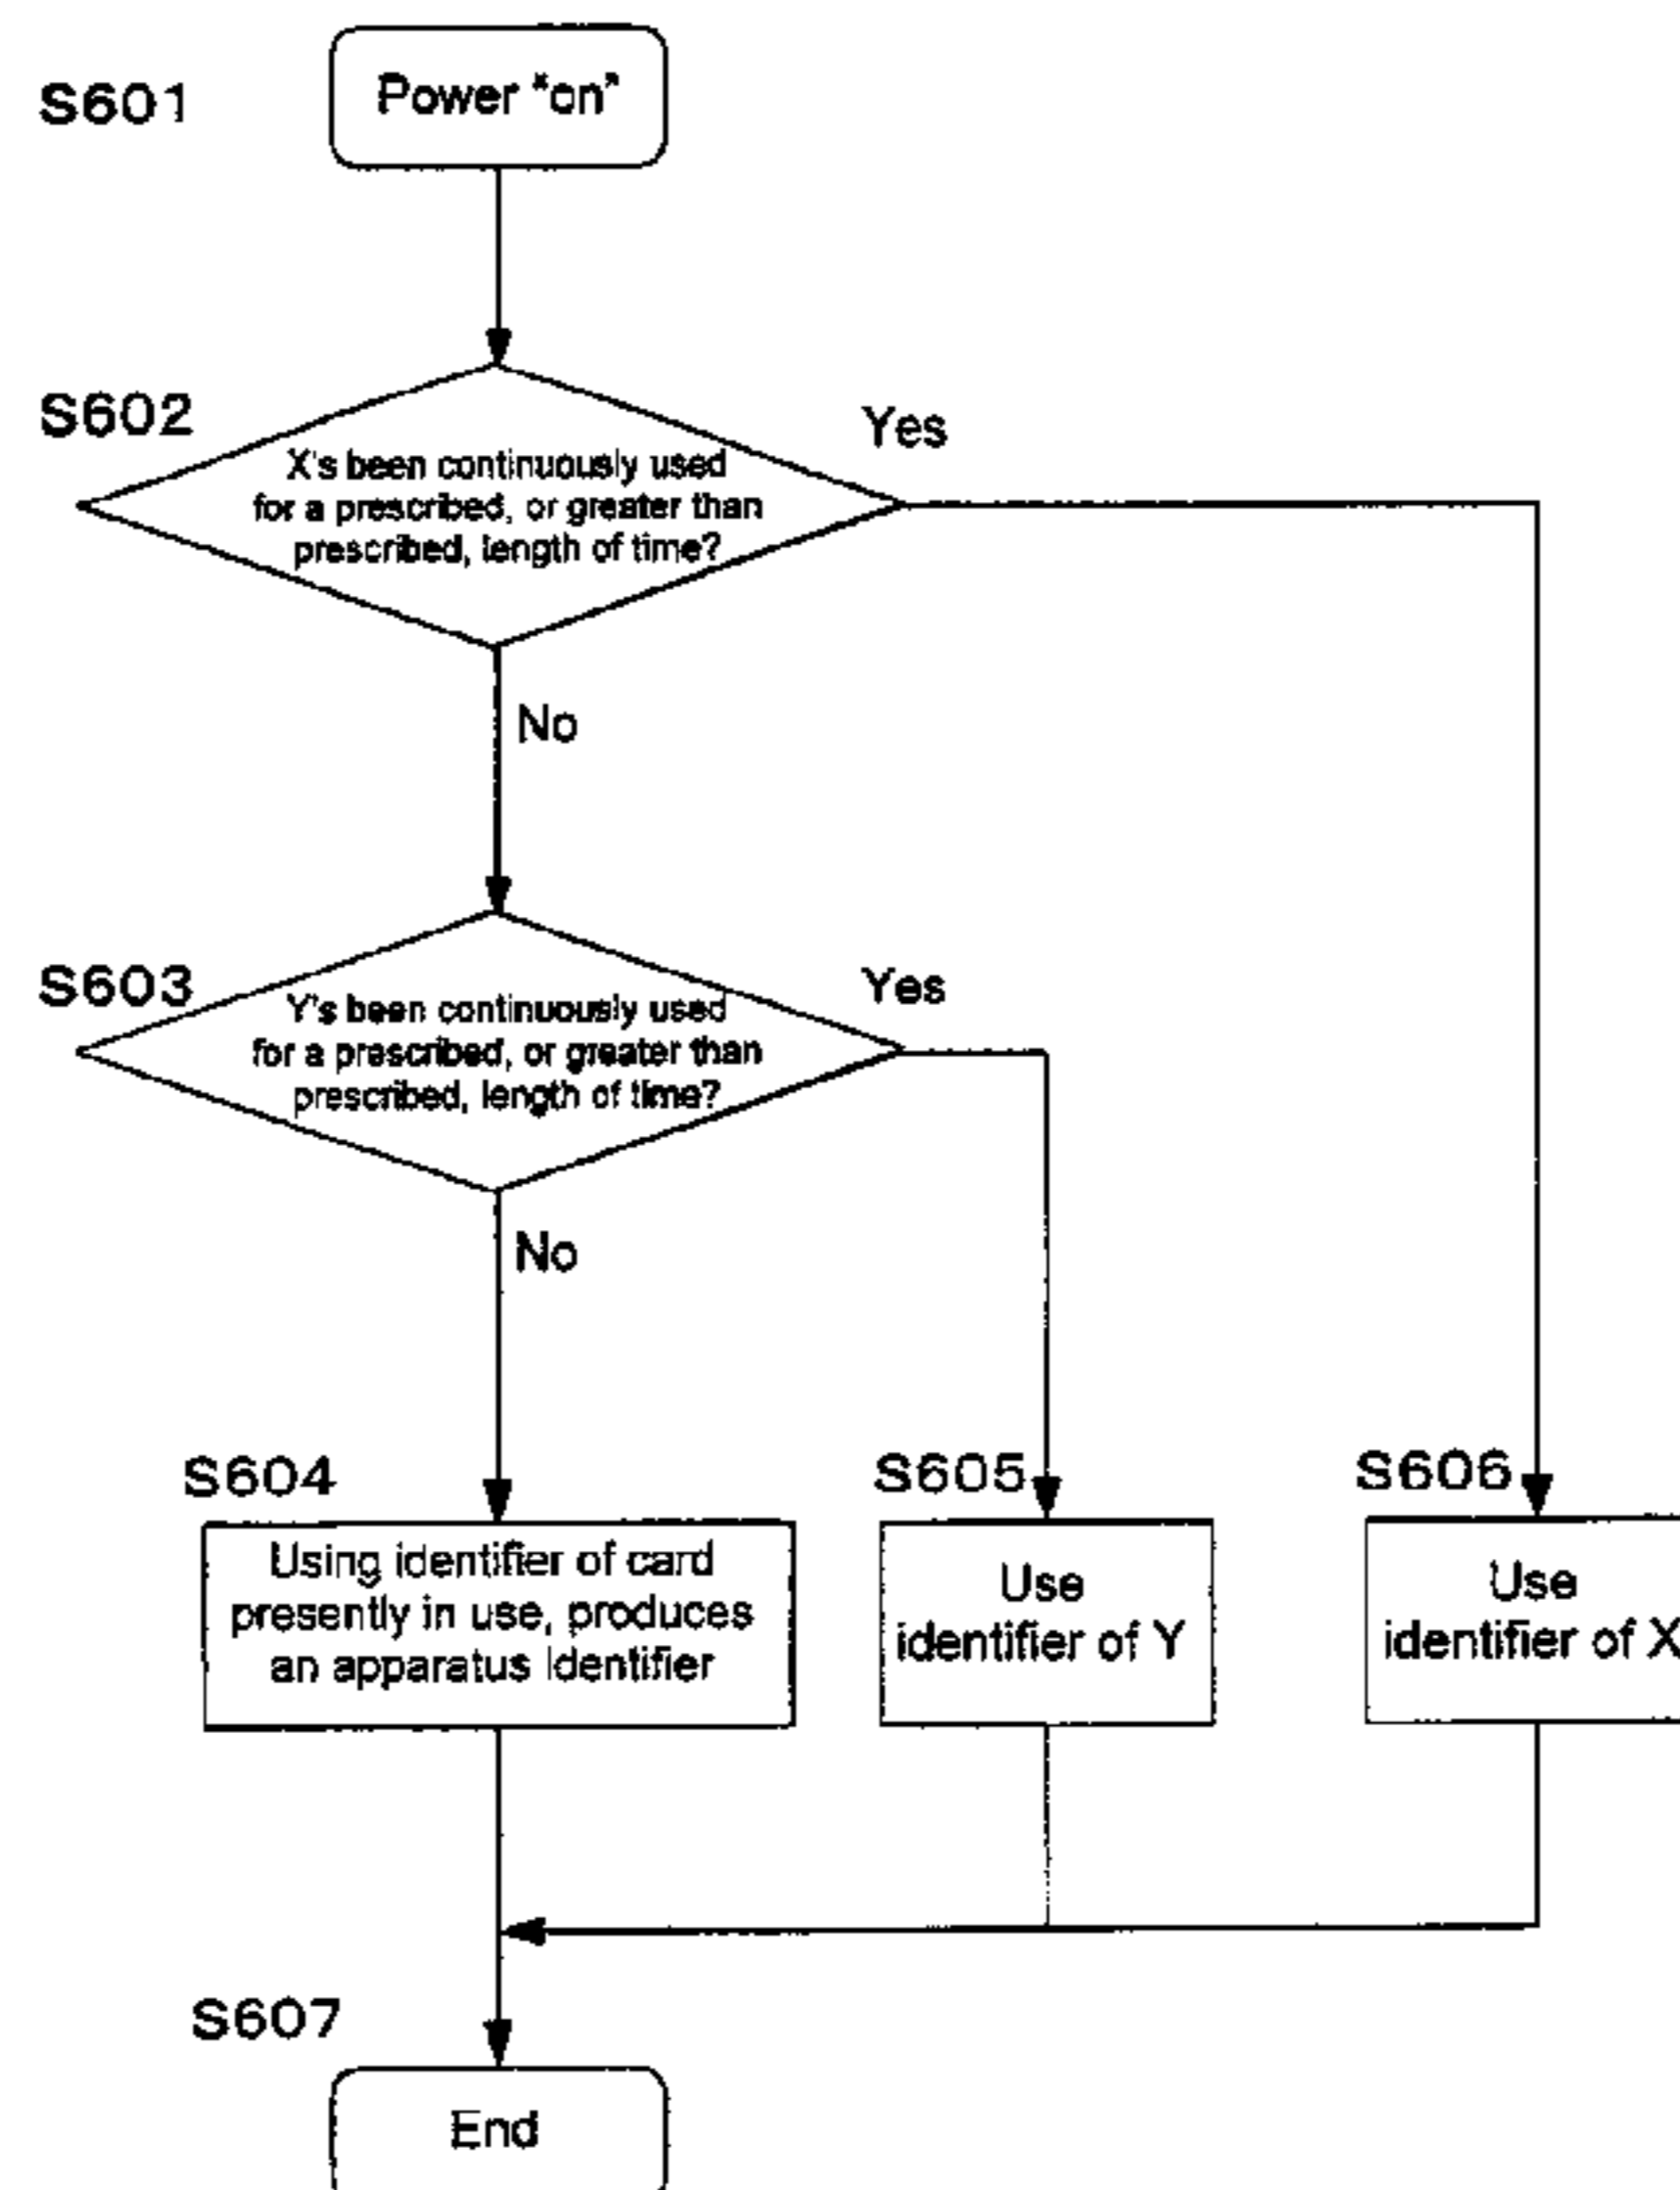 S601
Power "on"
S602
X's been continuously used
for a prescribed, or greater than
prescribed, length of time?
Yes
No
S603
Y's been continuously used
for a prescribed, or greater than
prescribed, length of time?
Yes
No
S604
Using identifier of card
presently in use, produces
an apparatus identifier
S605
Use
identifier of Y
S606
Use
identifier of X
S607
End